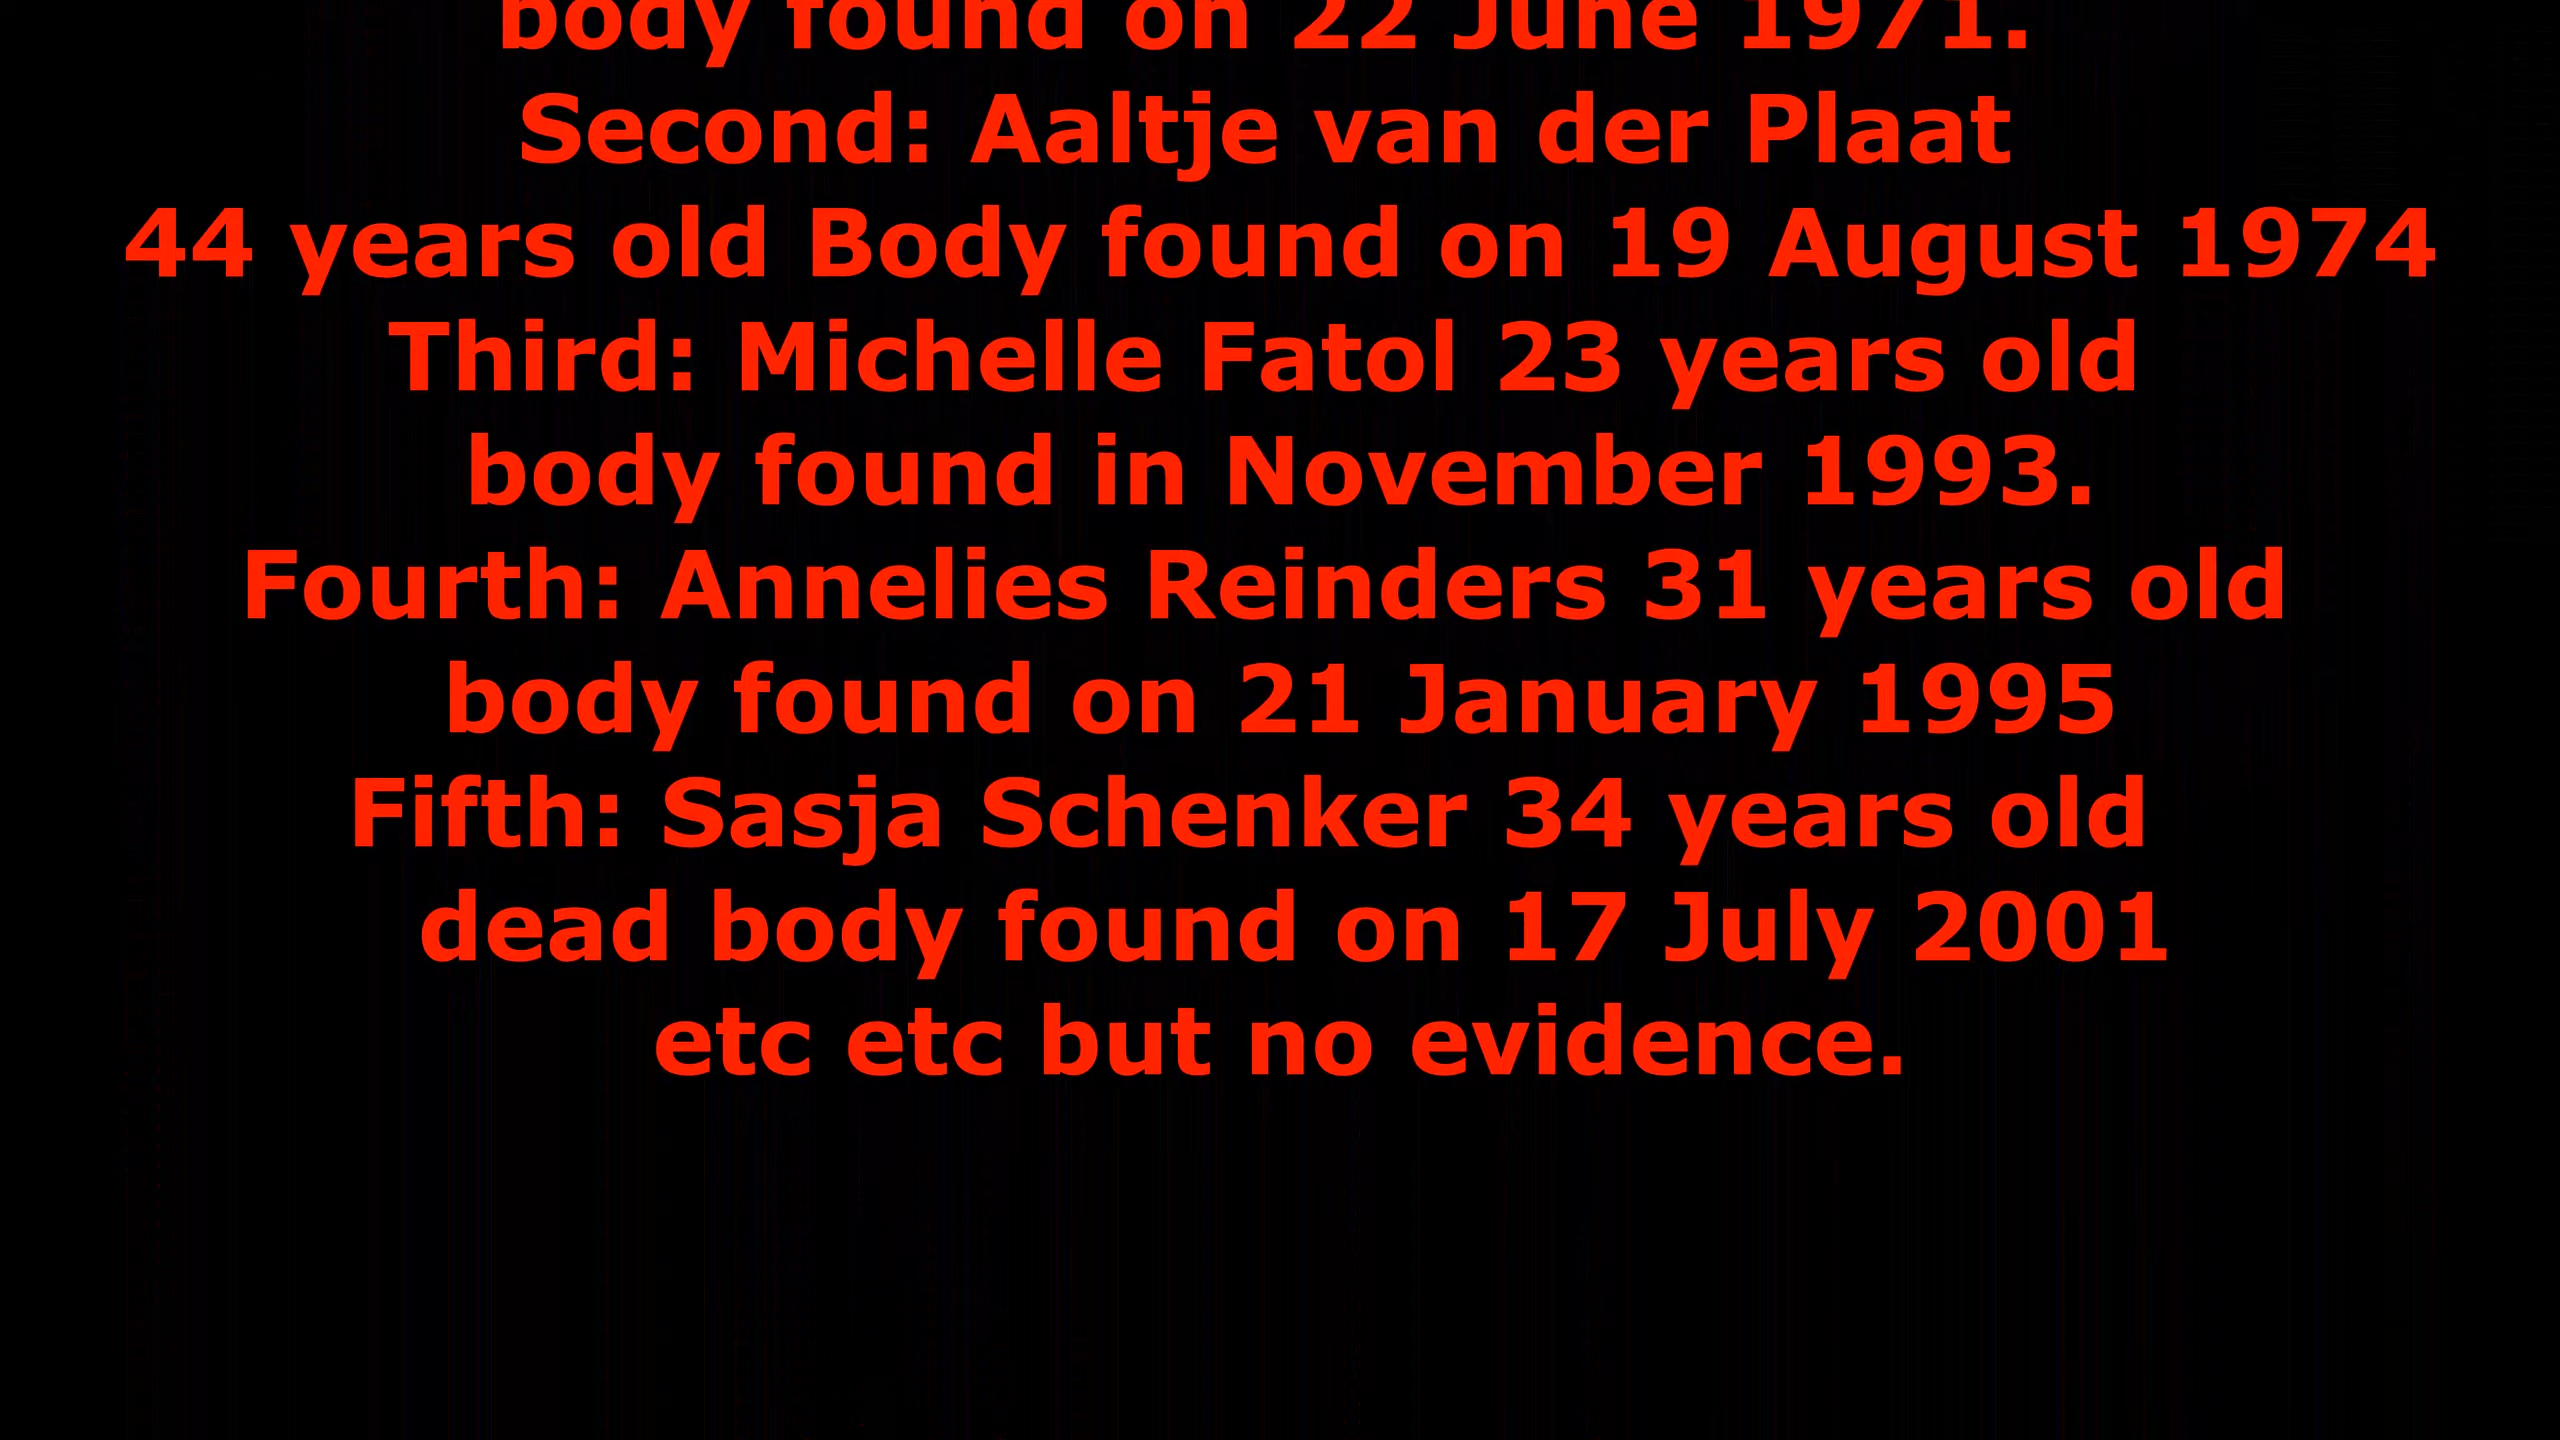 body found on 22 June 1971.
Second: Aaltje van der Plaat
44 years old Body found on 19 August 1974
Third: Michelle Fatol 23 years old
body found in November 1993.
Fourth: Annelies Reinders 31 years old
body found on 21 January 1995
Fifth: Sasja Schenker 34 years old
dead body found on 17 July 2001
etc etc but no evidence.